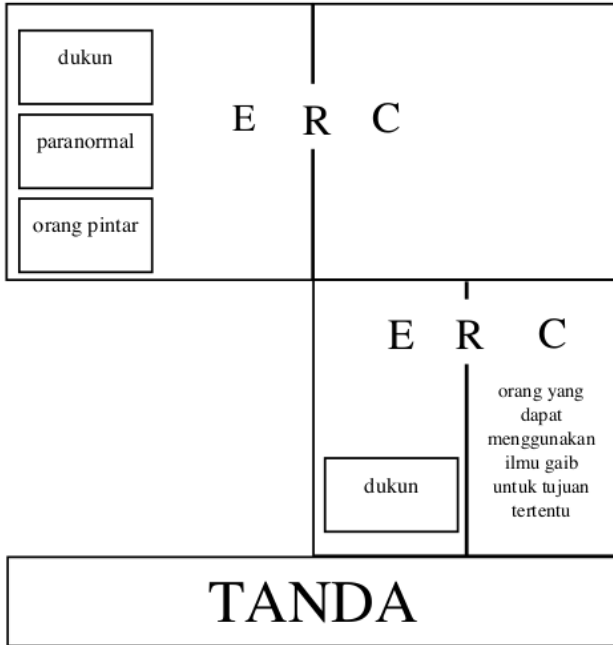 dukun
paranormal
orang pintar
E R C
E R C
orang yang
dapat
menggunakan
ilmu gaib
untuk tujuan
tertentu
dukun
TANDA